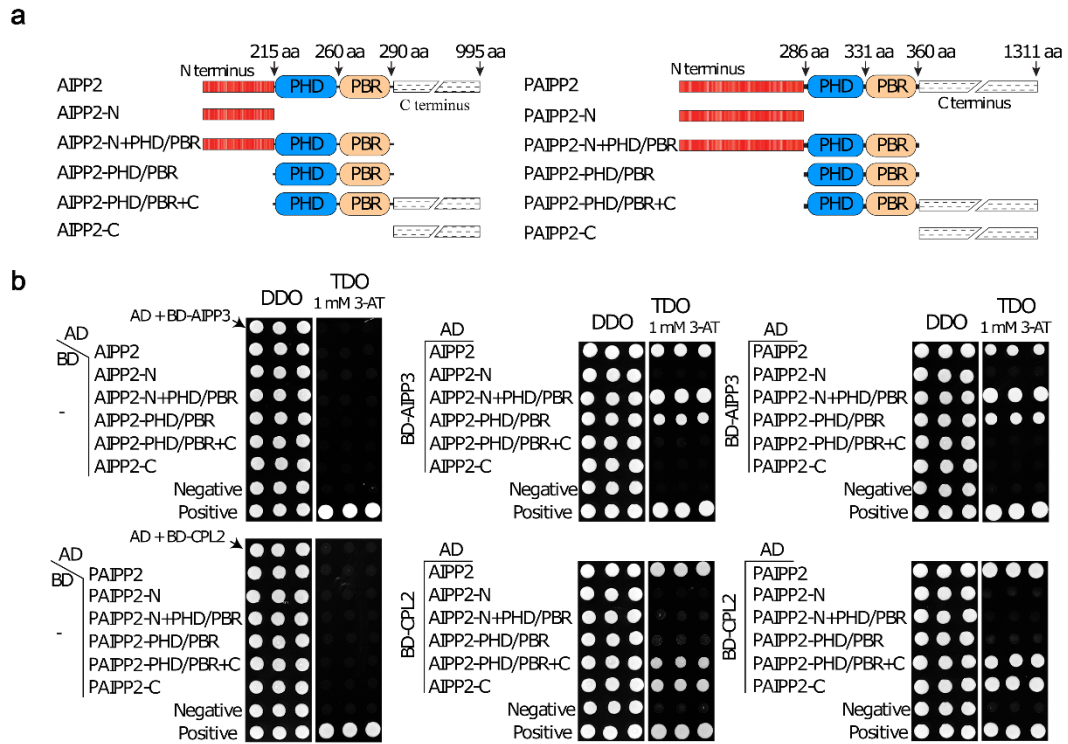 a
215 aa 260 aa 290 aa 995 aa
N terminus
AIPP2 PHD PBR
C terminus
AIPP2-N
AIPP2-N+PHD/PBR PHD PBR
AIPP2-PHD/PBR PHD PBR
AIPP2-PHD/PBR+C PHD PBR
AIPP2-C
286 aa 331 aa 360 aa 1311 aa
N terminus
PAIPP2 PHD PBR
C terminus
PAIPP2-N
PAIPP2-N+PHD/PBR PHD PBR
PAIPP2-PHD/PBR PHD PBR
PAIPP2-PHD/PBR+C PHD PBR
PAIPP2-C
b
DDO TDO
1 mM 3-AT
AD + BD-AIPP3
AD
BD
-
AIPP2
AIPP2-N
AIPP2-N+PHD/PBR
AIPP2-PHD/PBR
AIPP2-PHD/PBR+C
AIPP2-C
Negative
Positive
DDO TDO
1 mM 3-AT
AD
BD-AIPP3
AIPP2
AIPP2-N
AIPP2-N+PHD/PBR
AIPP2-PHD/PBR
AIPP2-PHD/PBR+C
AIPP2-C
Negative
Positive
DDO TDO
1 mM 3-AT
AD
BD-AIPP3
PAIPP2
PAIPP2-N
PAIPP2-N+PHD/PBR
PAIPP2-PHD/PBR
PAIPP2-PHD/PBR+C
PAIPP2-C
Negative
Positive
AD + BD-CPL2
AD
BD
-
PAIPP2
PAIPP2-N
PAIPP2-N+PHD/PBR
PAIPP2-PHD/PBR
PAIPP2-PHD/PBR+C
PAIPP2-C
Negative
Positive
AD
BD-CPL2
AIPP2
AIPP2-N
AIPP2-N+PHD/PBR
AIPP2-PHD/PBR
AIPP2-PHD/PBR+C
AIPP2-C
Negative
Positive
AD
BD-CPL2
PAIPP2
PAIPP2-N
PAIPP2-N+PHD/PBR
PAIPP2-PHD/PBR
PAIPP2-PHD/PBR+C
PAIPP2-C
Negative
Positive